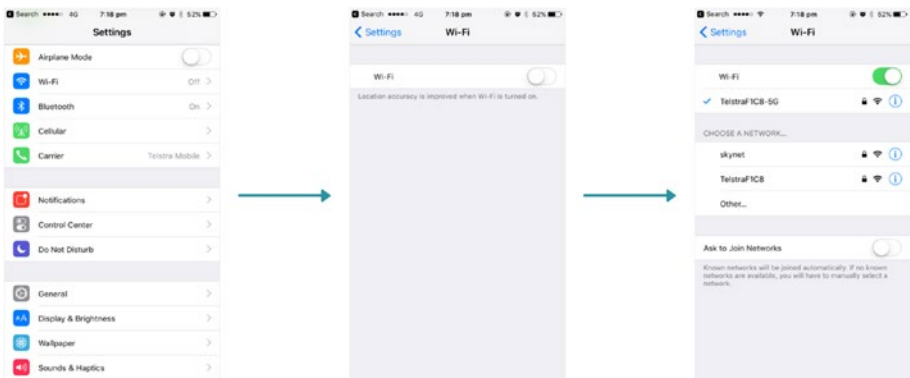 Search 4G 7:18 pm 52%
Settings
Airplane Mode
Wi-Fi Off
Bluetooth On
Cellular
Carrier Telstra Mobile
Notifications
Control Center
Do Not Disturb
General
AA Display & Brightness
Wallpaper
Sounds & Haptics
Search 4G 7:18 pm 52%
Settings Wi-Fi
Wi-Fi
Location accuracy is improved when Wi-Fi is turned on.
Search 7:18 pm 52%
Settings Wi-Fi
Wi-Fi
TelstraF1C8-5G
CHOOSE A NETWORK...
skynet
TelstraF1C8
Other...
Ask to Join Networks
Known networks will be joined automatically. If no known
networks are available, you will have to manually select a
network.